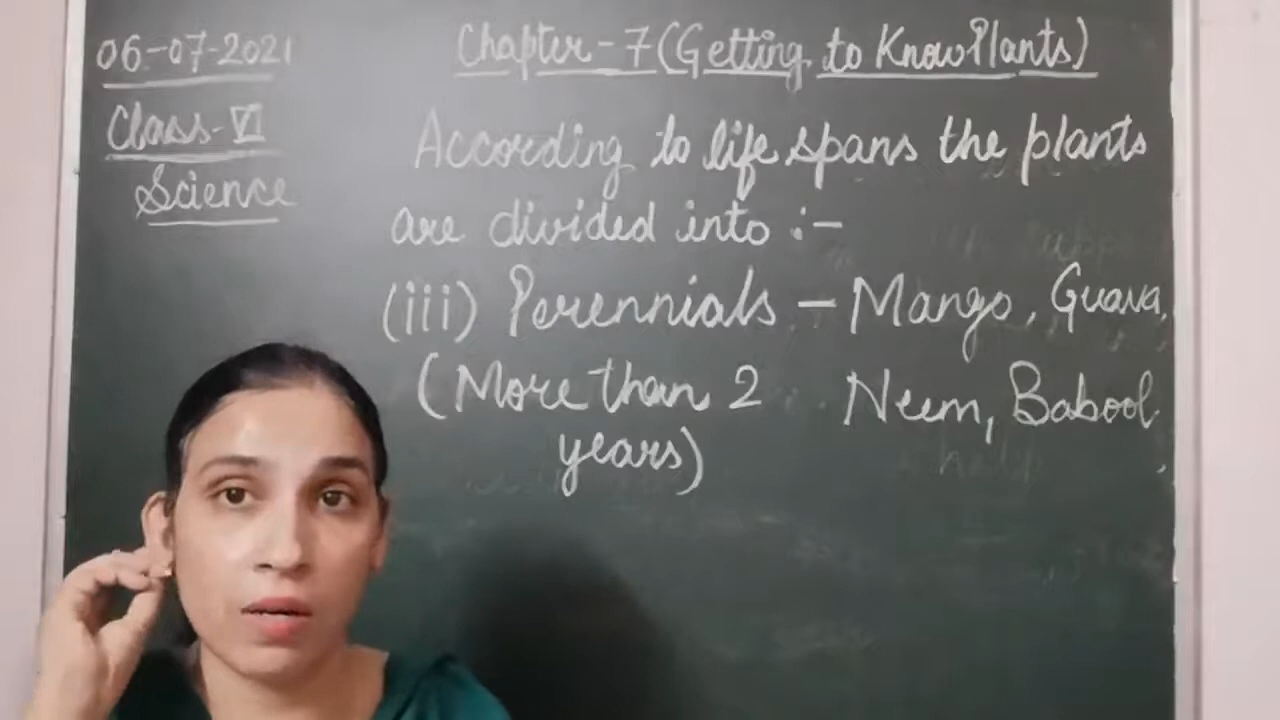 06-07-2021
Class-VI
Science
Chapter-7(Getting to Know Plants)
According to life spans the plants
are divided into :-
(iii) Perennials - Mango, Guava,
(More than 2 Neem, Babool
years)